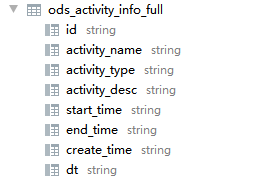 ods_activity_info_full
id string
activity_name string
activity_type string
activity_desc string
start_time string
end_time string
create_time string
dt string